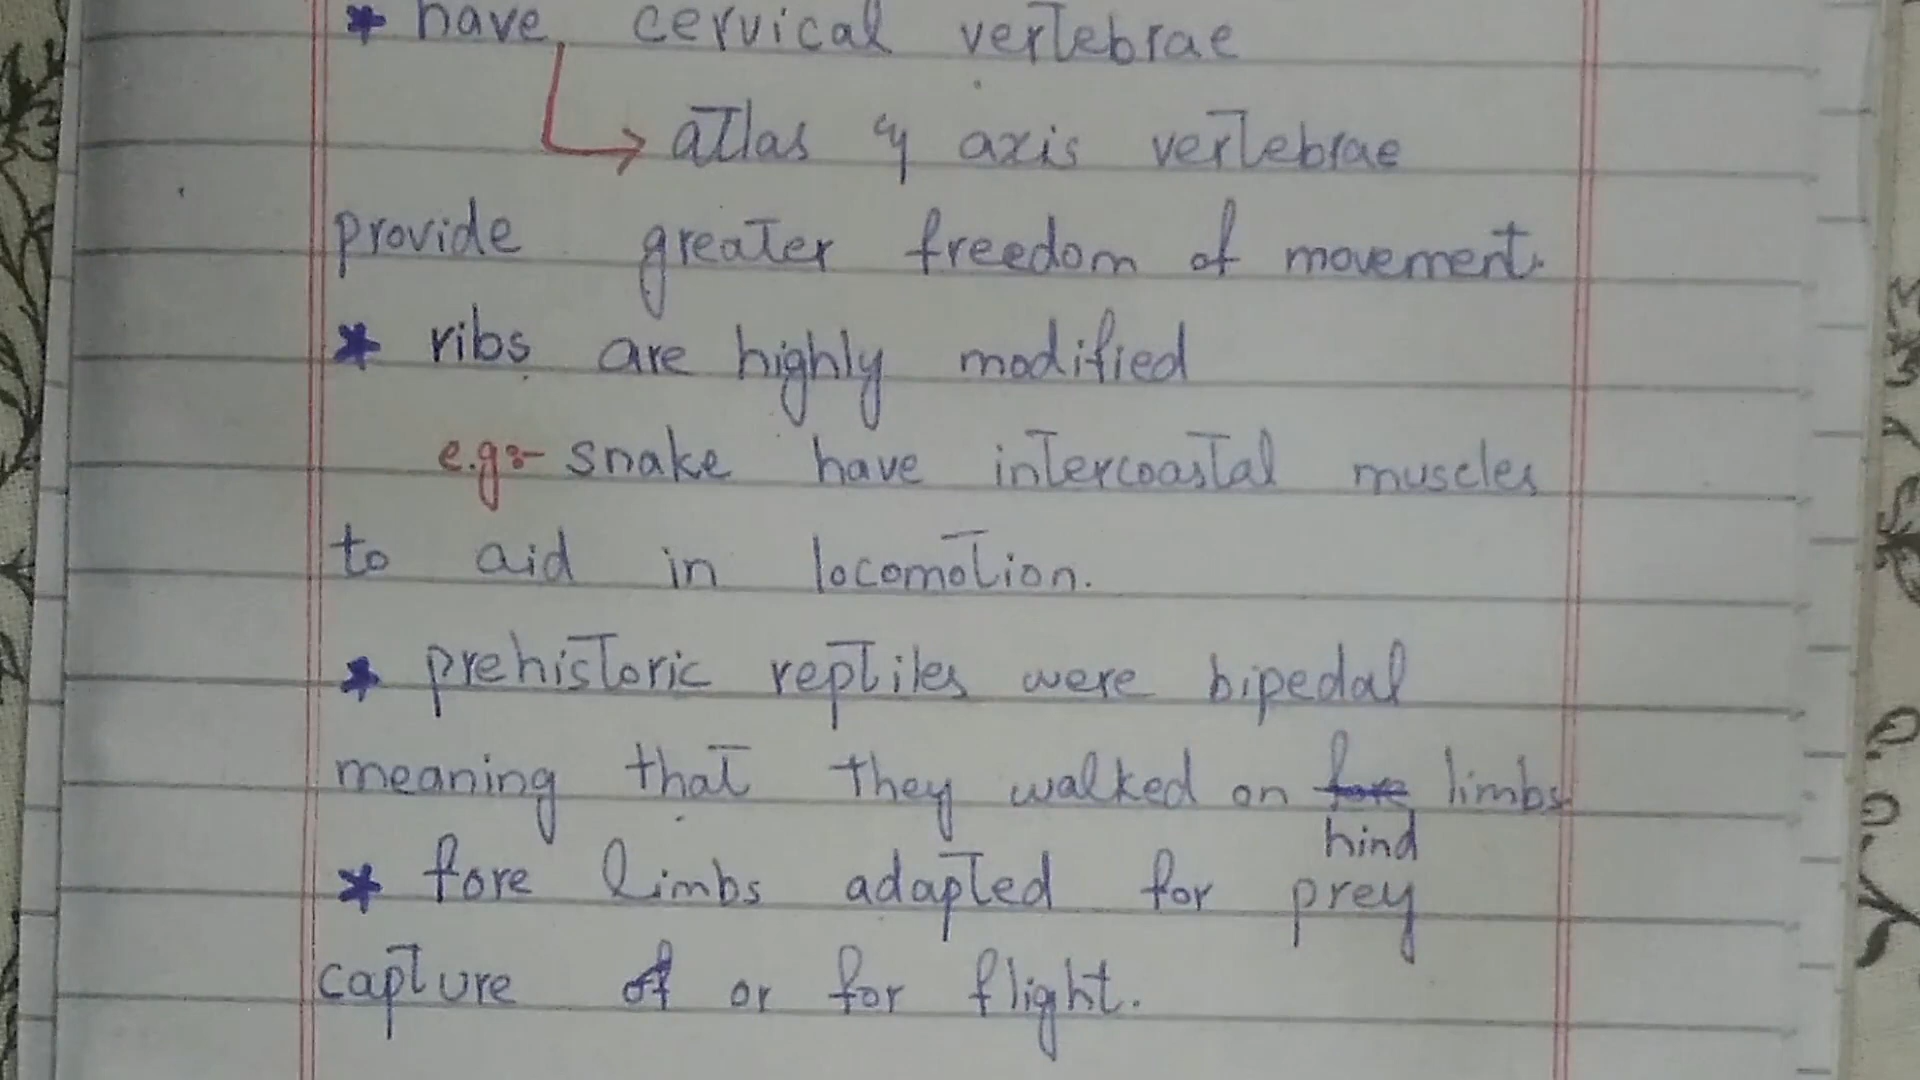 * have cervical vertebrae
→ atlas & axis vertebrae
provide greater freedom of movement.
* ribs are highly modified
e.g:- snake have intercoastal muscles
to aid in locomotion.
* prehistoric reptiles were bipedal
meaning that they walked on fore limbs
hind
* fore limbs adapted for prey
capture of or for flight.